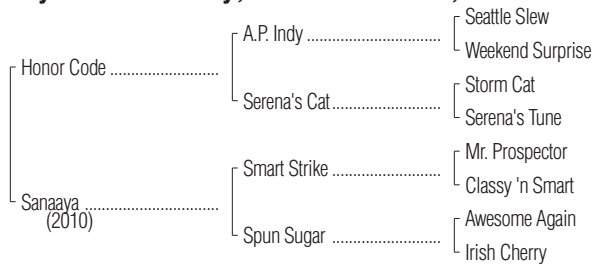 Seattle Slew
A.P. Indy ..............................
Weekend Surprise
Honor Code ........................
Storm Cat
Serena's Cat........................
Serena's Tune
Mr. Prospector
Smart Strike ........................
Classy 'n Smart
Sanaaya ..............................
(2010)
Awesome Again
Spun Sugar ........................
Irish Cherry